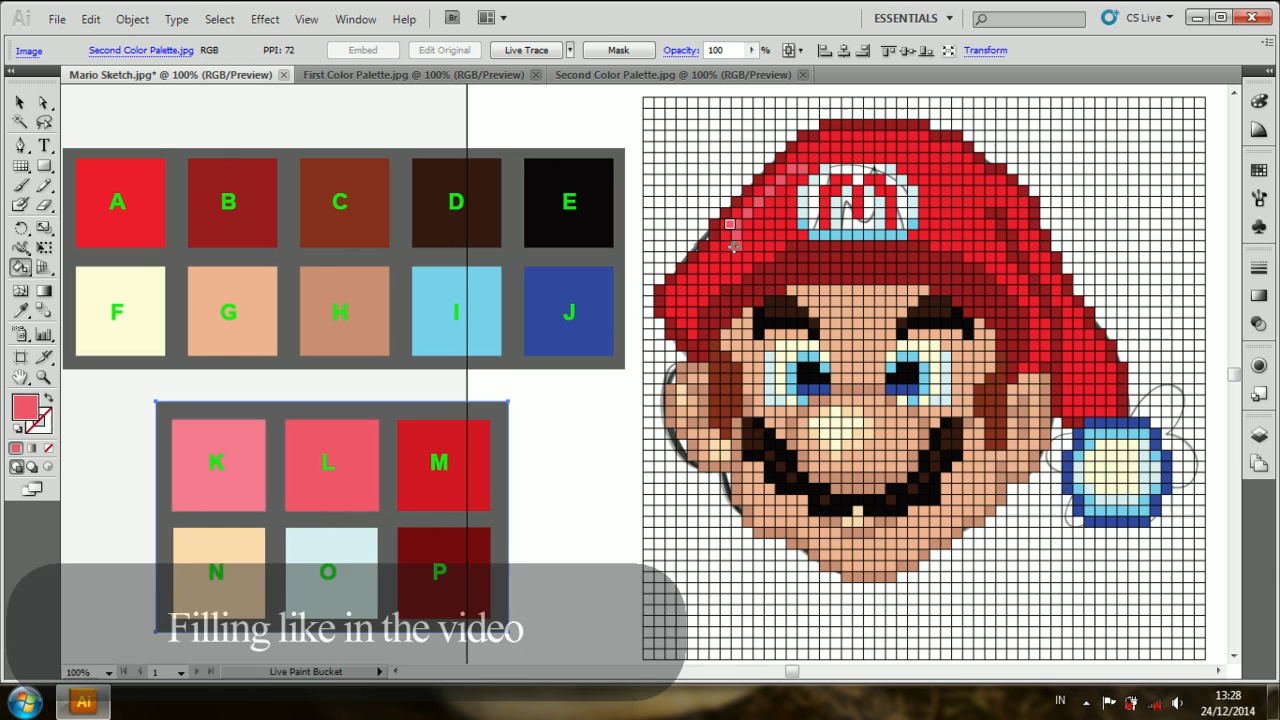 Ai File Edit Object Type Select Effect View Window Help Br ESSENTIALS CS Live
Image Second Color Palette.jpg RGB PPI: 72 Embed Edit Original Live Trace Mask Opacity: 100 % Transform
Mario Sketch.jpg* @ 100% (RGB/Preview) First Color Palette.jpg @ 100% (RGB/Preview) Second Color Palette.jpg @ 100% (RGB/Preview)
A B C D E
F G H I J
K L M
N O P
Filling like in the video
100% 1 Live Paint Bucket
Ai IN 13:28
24/12/2014